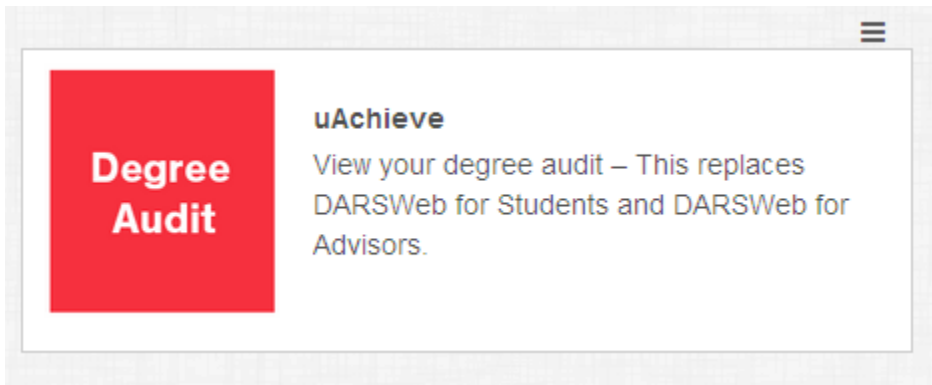 Degree
Audit
uAchieve
View your degree audit – This replaces
DARSWeb for Students and DARSWeb for
Advisors.